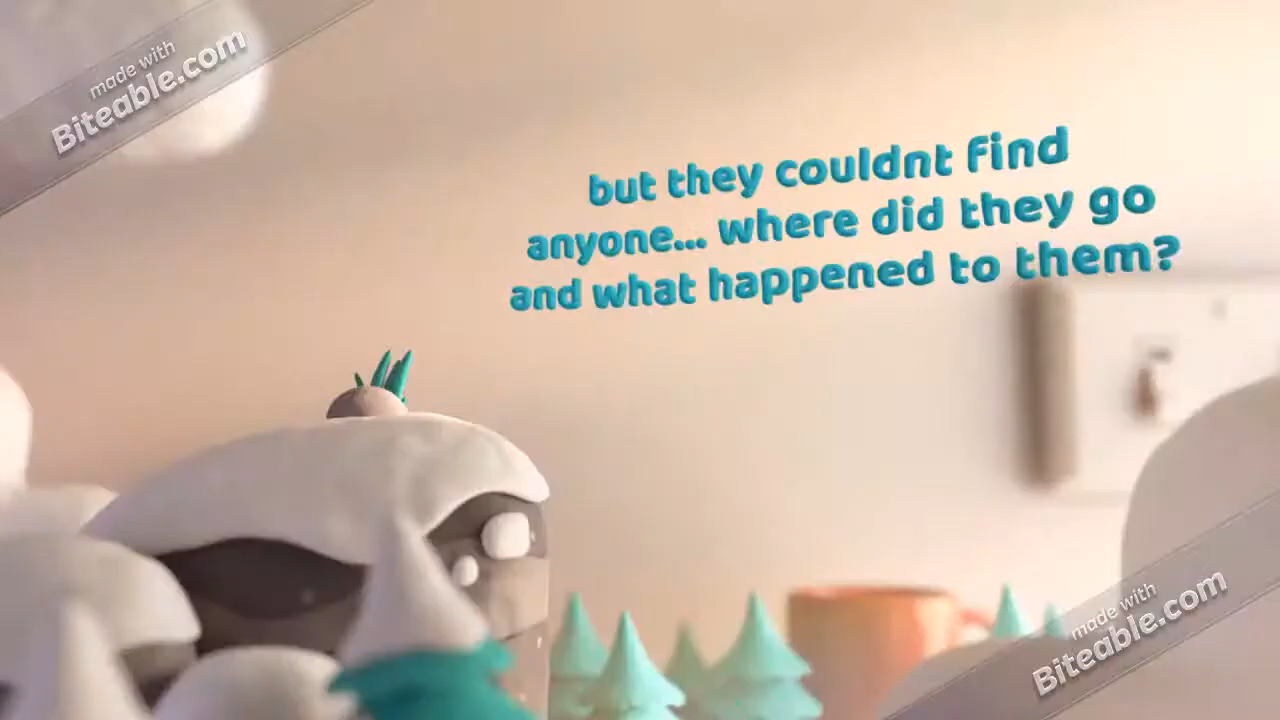 made with
Biteable.com
but they couldnt find
anyone... where did they go
and what happened to them?
made with
Biteable.com